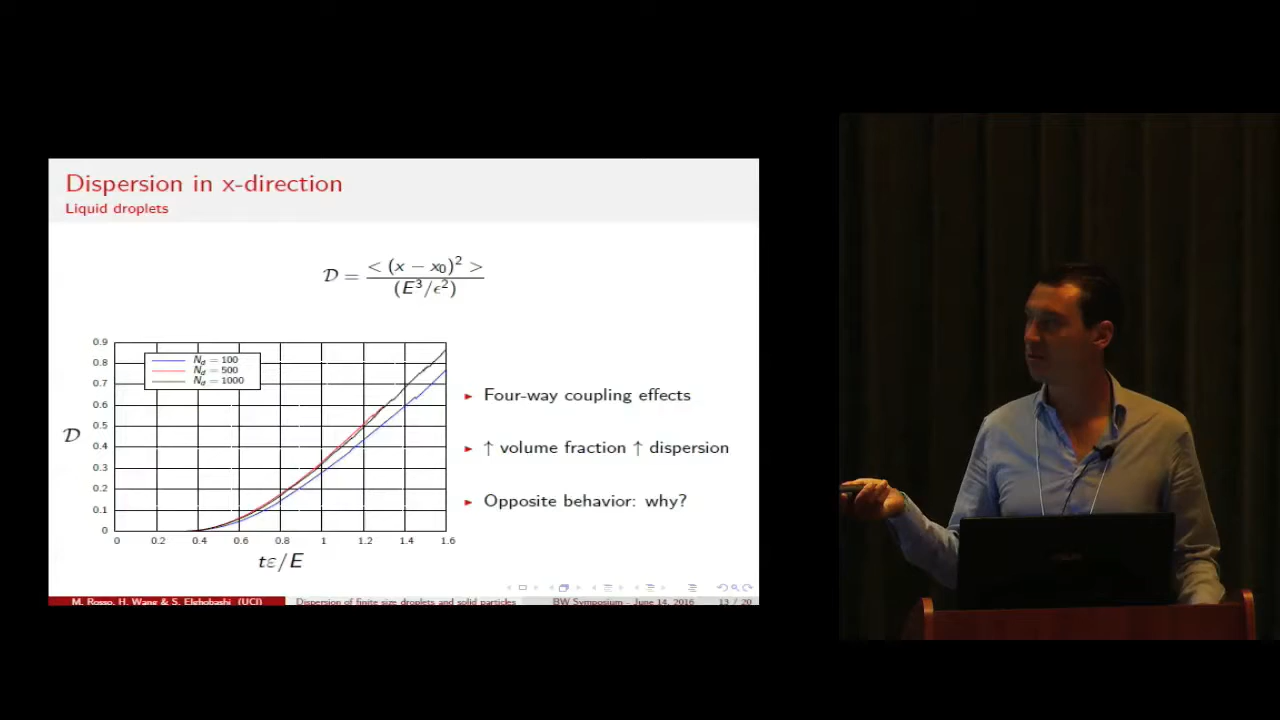 Dispersion in x-direction
Liquid droplets
𝒟 = < (x − x₀)² > / (E³/ϵ²)
0.9
0.8
0.7
0.6
0.5
0.4
0.3
0.2
0.1
0
N_d = 100
N_d = 500
N_d = 1000
𝒟
0 0.2 0.4 0.6 0.8 1 1.2 1.4 1.6
tε/E
► Four-way coupling effects
► ↑ volume fraction ↑ dispersion
► Opposite behavior: why?
M. Rosso, H. Wang & S. Elghobashi (UCI) Dispersion of finite size droplets and solid particles BW Symposium - June 14, 2016 13 / 20